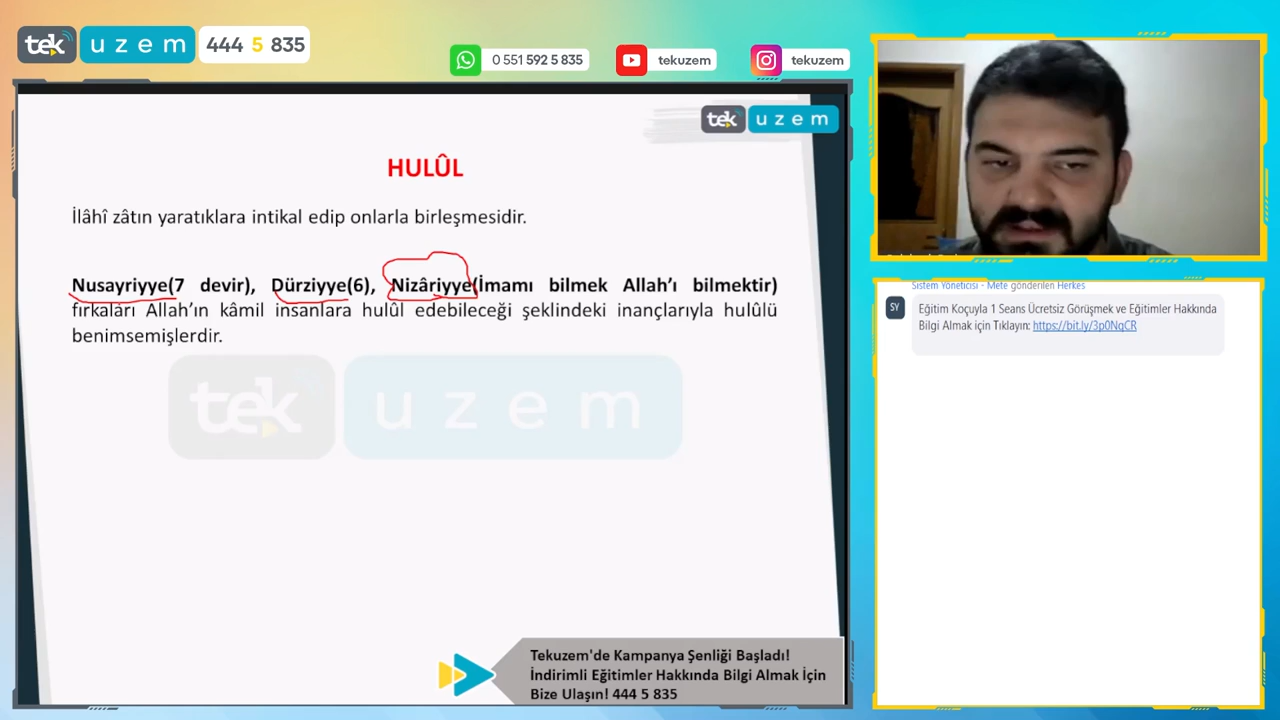 tek uzem 444 5 835
0 551 592 5 835
tekuzem
tekuzem
tek uzem
HULÛL
İlâhî zâtın yaratıklara intikal edip onlarla birleşmesidir.
Nusayriyye(7 devir), Dürziyye(6), Nizâriyye(İmamı bilmek Allah'ı bilmektir)
fırkaları Allah'ın kâmil insanlara hulûl edebileceği şeklindeki inançlarıyla hulûlü
benimsemişlerdir.
tek uzem
Tekuzem'de Kampanya Şenliği Başladı!
İndirimli Eğitimler Hakkında Bilgi Almak İçin
Bize Ulaşın! 444 5 835
Sistem Yöneticisi - Mete gönderilen Herkes
SY
Eğitim Koçuyla 1 Seans Ücretsiz Görüşmek ve Eğitimler Hakkında
Bilgi Almak için Tıklayın: https://bit.ly/3p0NqCR